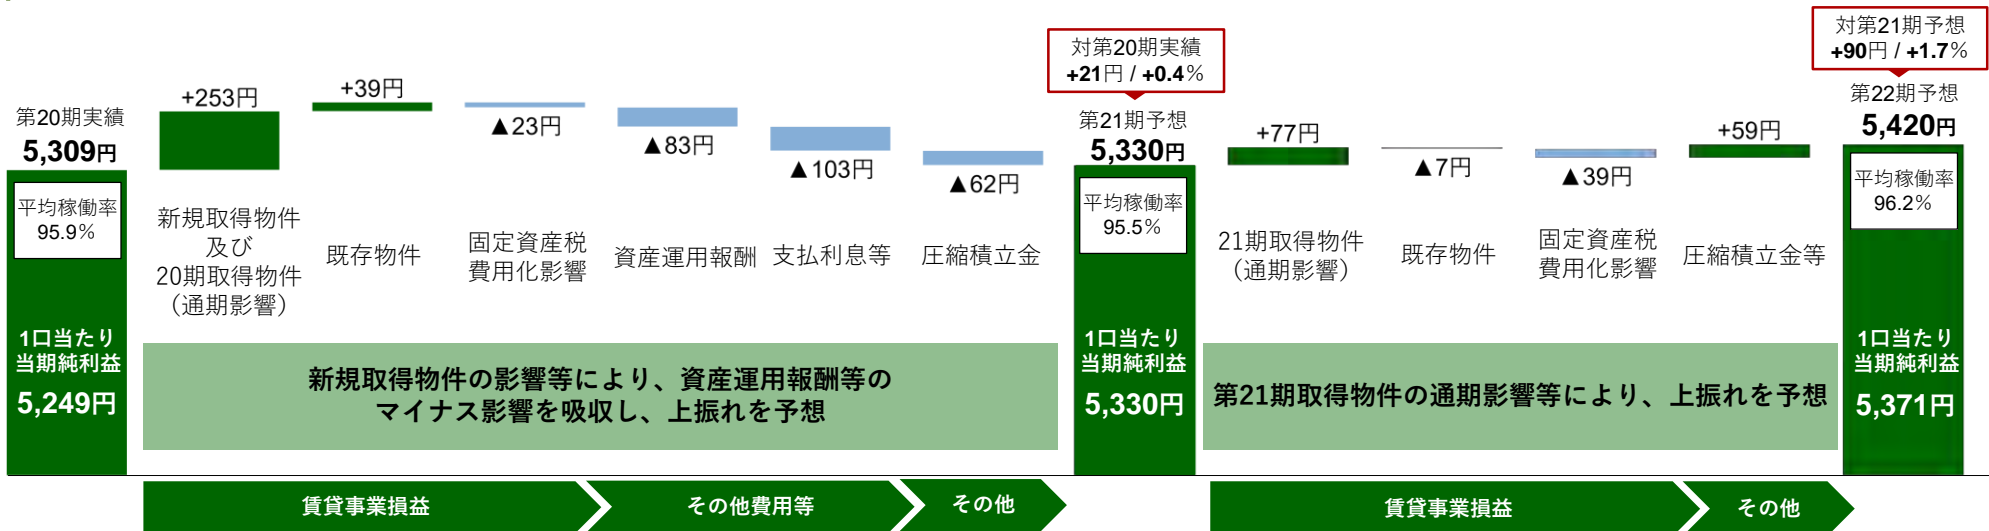 第20期実績
5,309円
平均稼働率
95.9%
1口当たり
当期純利益
5,249円
+253円
新規取得物件
及び
20期取得物件
（通期影響）
+39円
既存物件
▲23円
固定資産税
費用化影響
▲83円
資産運用報酬
▲103円
支払利息等
▲62円
圧縮積立金
新規取得物件の影響等により、資産運用報酬等の
マイナス影響を吸収し、上振れを予想
対第20期実績
+21円 / +0.4%
第21期予想
5,330円
平均稼働率
95.5%
1口当たり
当期純利益
5,330円
+77円
21期取得物件
（通期影響）
▲7円
既存物件
▲39円
固定資産税
費用化影響
+59円
圧縮積立金等
第21期取得物件の通期影響等により、上振れを予想
対第21期予想
+90円 / +1.7%
第22期予想
5,420円
平均稼働率
96.2%
1口当たり
当期純利益
5,371円
賃貸事業損益
その他費用等
その他
賃貸事業損益
その他